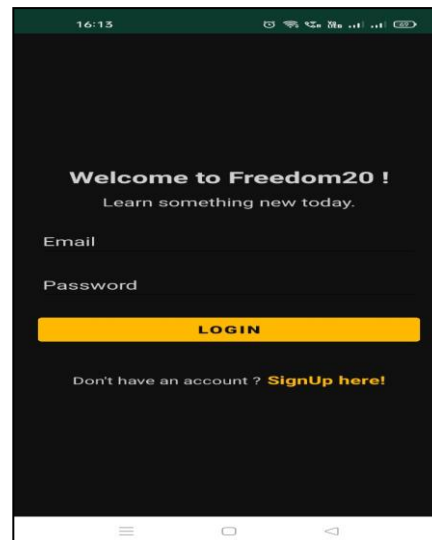 16:13
Welcome to Freedom20 !
Learn something new today.
Email
Password
LOGIN
Don't have an account ? SignUp here!